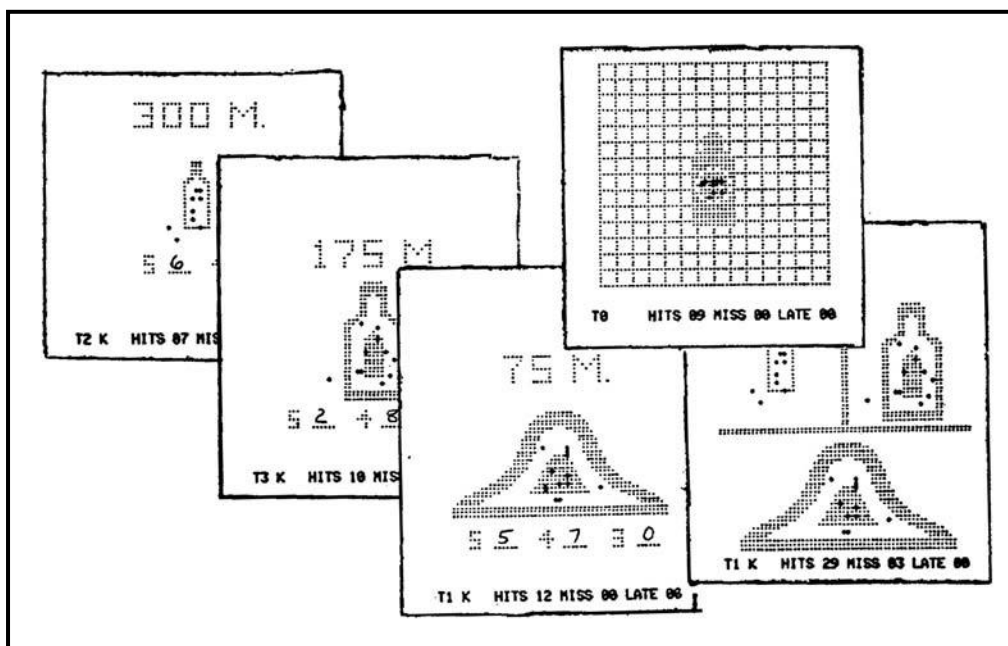 300 M.
5 6
T2 K HITS 07 MIS
175 M
5 2 4 8
T3 K HITS 10 MIS
75 M.
5 5 4 7 3 0
T1 K HITS 12 MISS 00 LATE
T0 HITS 09 MISS 00 LATE 00
T1 K HITS 29 MISS 03 LATE 00